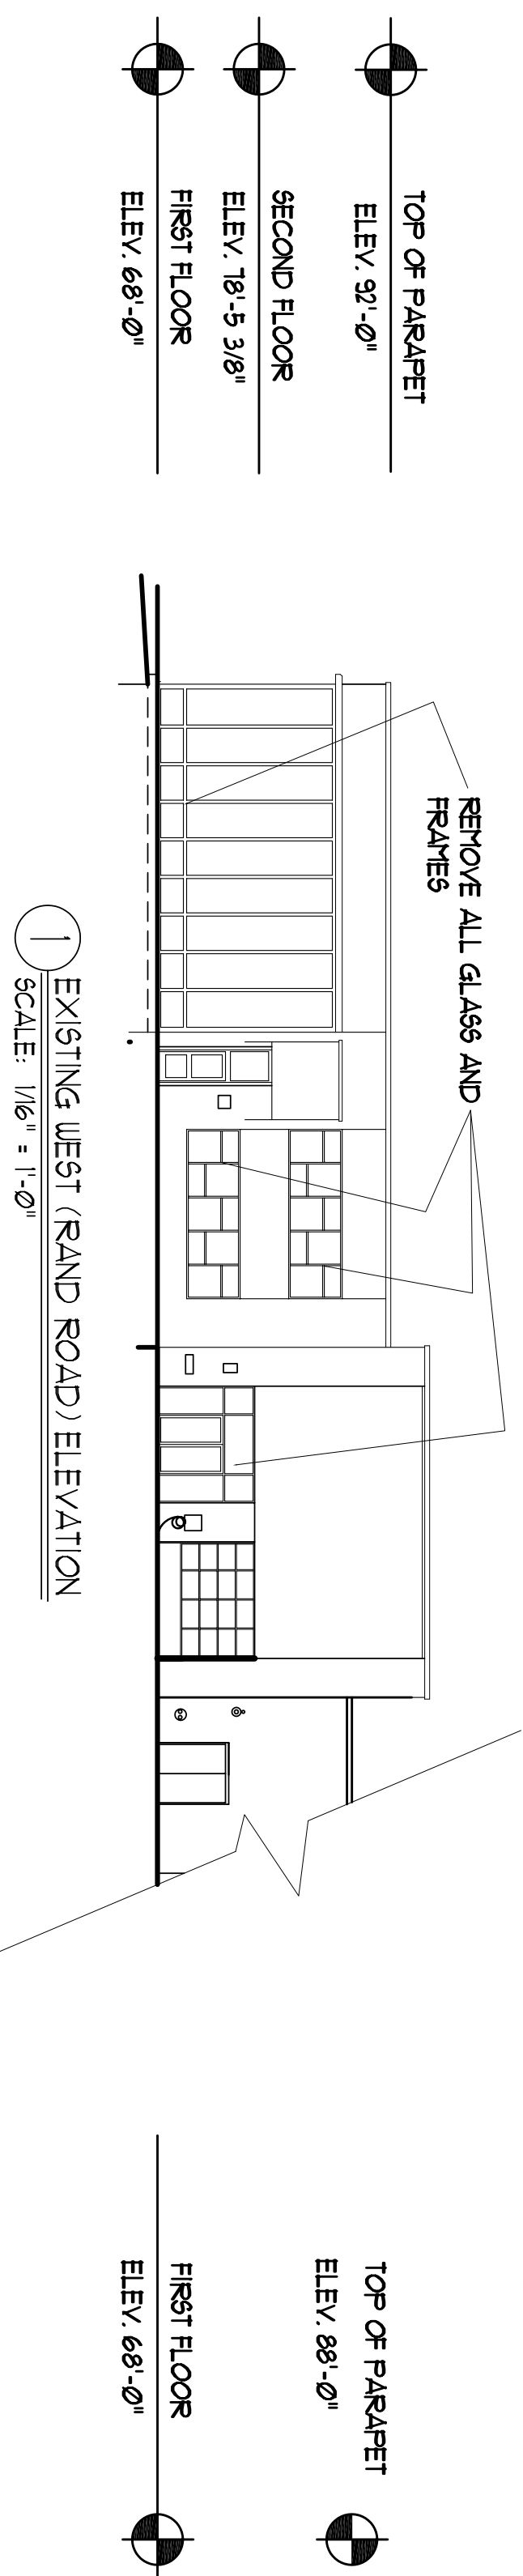 TOP OF PARAPET
ELEV. 92'-0"
SECOND FLOOR
ELEV. 78'-5 3/8"
FIRST FLOOR
ELEV. 68'-0"
REMOVE ALL GLASS AND
FRAMES
1
EXISTING WEST (RAND ROAD) ELEVATION
SCALE: 1/16" = 1'-0"
TOP OF PARAPET
ELEV. 88'-0"
FIRST FLOOR
ELEV. 68'-0"